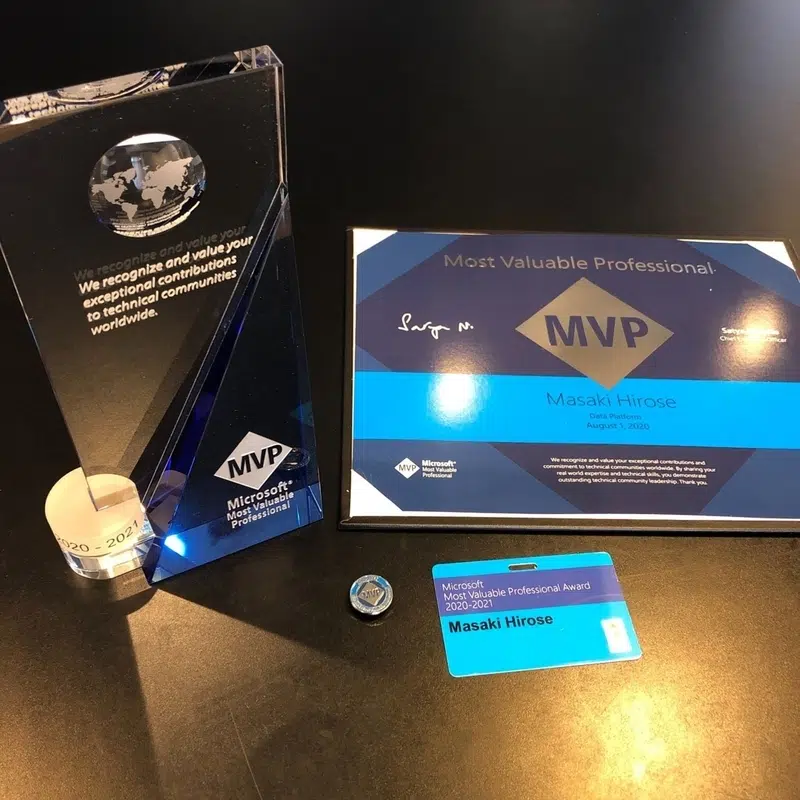 We recognize and value your
exceptional contributions
to technical communities
worldwide.
MVP
Microsoft®
Most Valuable
Professional
2020 - 2021
Most Valuable Professional
MVP
Masaki Hirose
Data Platform
August 1, 2020
MVP
Microsoft®
Most Valuable
Professional
We recognize and value your exceptional contributions and
commitment to technical communities worldwide. By sharing your
real world expertise and technical skills, you demonstrate
outstanding technical community leadership. Thank you.
MVP
Microsoft
Most Valuable Professional Award
2020-2021
Masaki Hirose